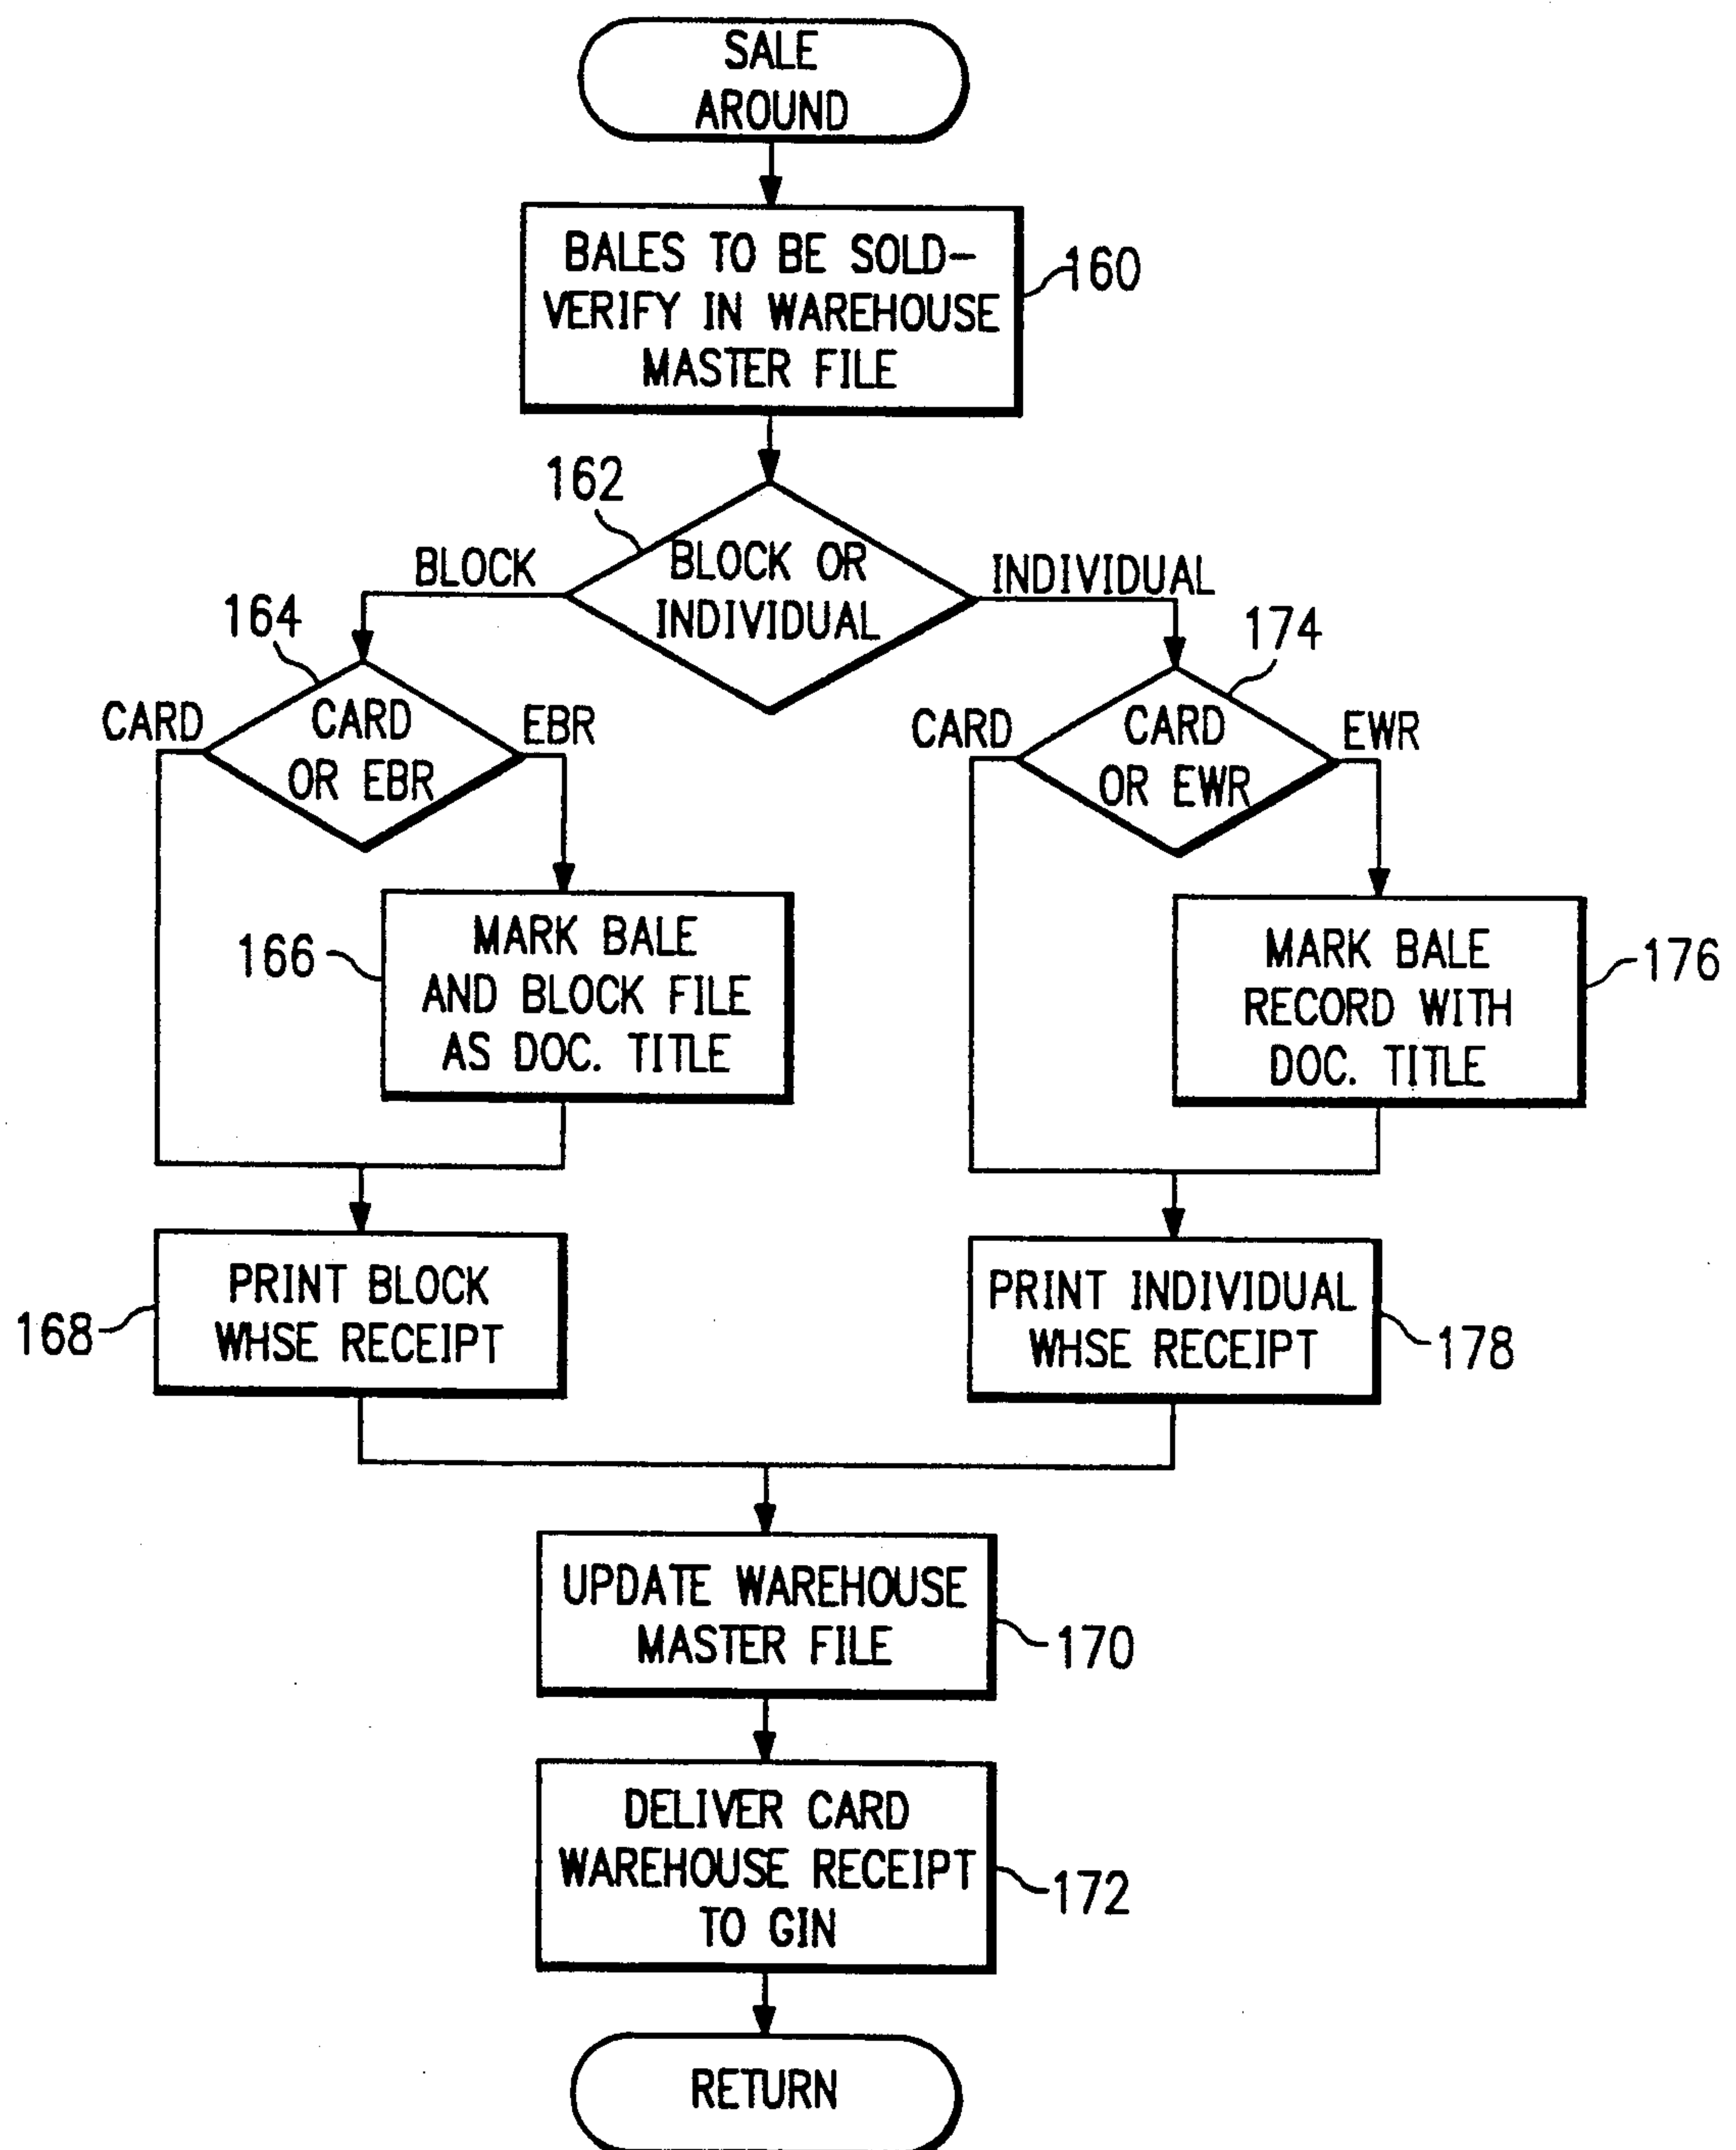 SALE
AROUND
BALES TO BE SOLD-
VERIFY IN WAREHOUSE
MASTER FILE
160
162
BLOCK OR
INDIVIDUAL
BLOCK
INDIVIDUAL
164
CARD
OR EBR
CARD
EBR
174
CARD
OR EWR
CARD
EWR
166
MARK BALE
AND BLOCK FILE
AS DOC. TITLE
MARK BALE
RECORD WITH
DOC. TITLE
176
168
PRINT BLOCK
WHSE RECEIPT
PRINT INDIVIDUAL
WHSE RECEIPT
178
UPDATE WAREHOUSE
MASTER FILE
170
DELIVER CARD
WAREHOUSE RECEIPT
TO GIN
172
RETURN